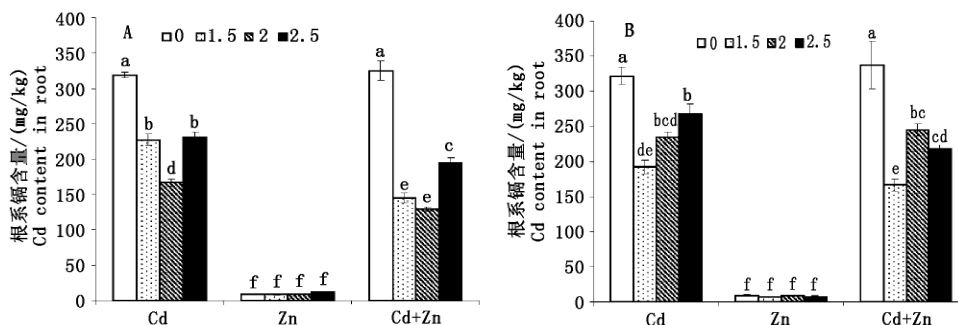 A
0 1.5 2 2.5
400
350
300
250
200
150
100
50
0
根系镉含量/(mg/kg)
Cd content in root
a b d b
f f f f
a e e c
Cd Zn Cd+Zn
B
0 1.5 2 2.5
400
350
300
250
200
150
100
50
0
根系镉含量/(mg/kg)
Cd content in root
a de bcd b
f f f f
a e bc cd
Cd Zn Cd+Zn